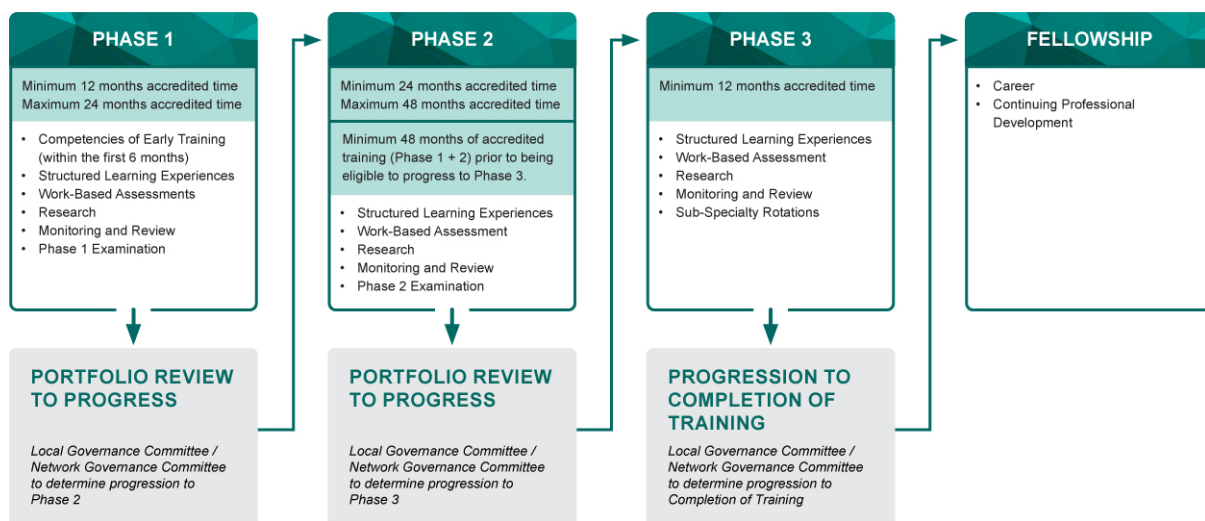 PHASE 1
Minimum 12 months accredited time
Maximum 24 months accredited time
• Competencies of Early Training
(within the first 6 months)
• Structured Learning Experiences
• Work-Based Assessments
• Research
• Monitoring and Review
• Phase 1 Examination
PORTFOLIO REVIEW
TO PROGRESS
Local Governance Committee /
Network Governance Committee
to determine progression to
Phase 2
PHASE 2
Minimum 24 months accredited time
Maximum 48 months accredited time
Minimum 48 months of accredited
training (Phase 1 + 2) prior to being
eligible to progress to Phase 3.
• Structured Learning Experiences
• Work-Based Assessment
• Research
• Monitoring and Review
• Phase 2 Examination
PORTFOLIO REVIEW
TO PROGRESS
Local Governance Committee /
Network Governance Committee
to determine progression to
Phase 3
PHASE 3
Minimum 12 months accredited time
• Structured Learning Experiences
• Work-Based Assessment
• Research
• Monitoring and Review
• Sub-Specialty Rotations
PROGRESSION TO
COMPLETION OF
TRAINING
Local Governance Committee /
Network Governance Committee
to determine progression to
Completion of Training
FELLOWSHIP
• Career
• Continuing Professional
Development